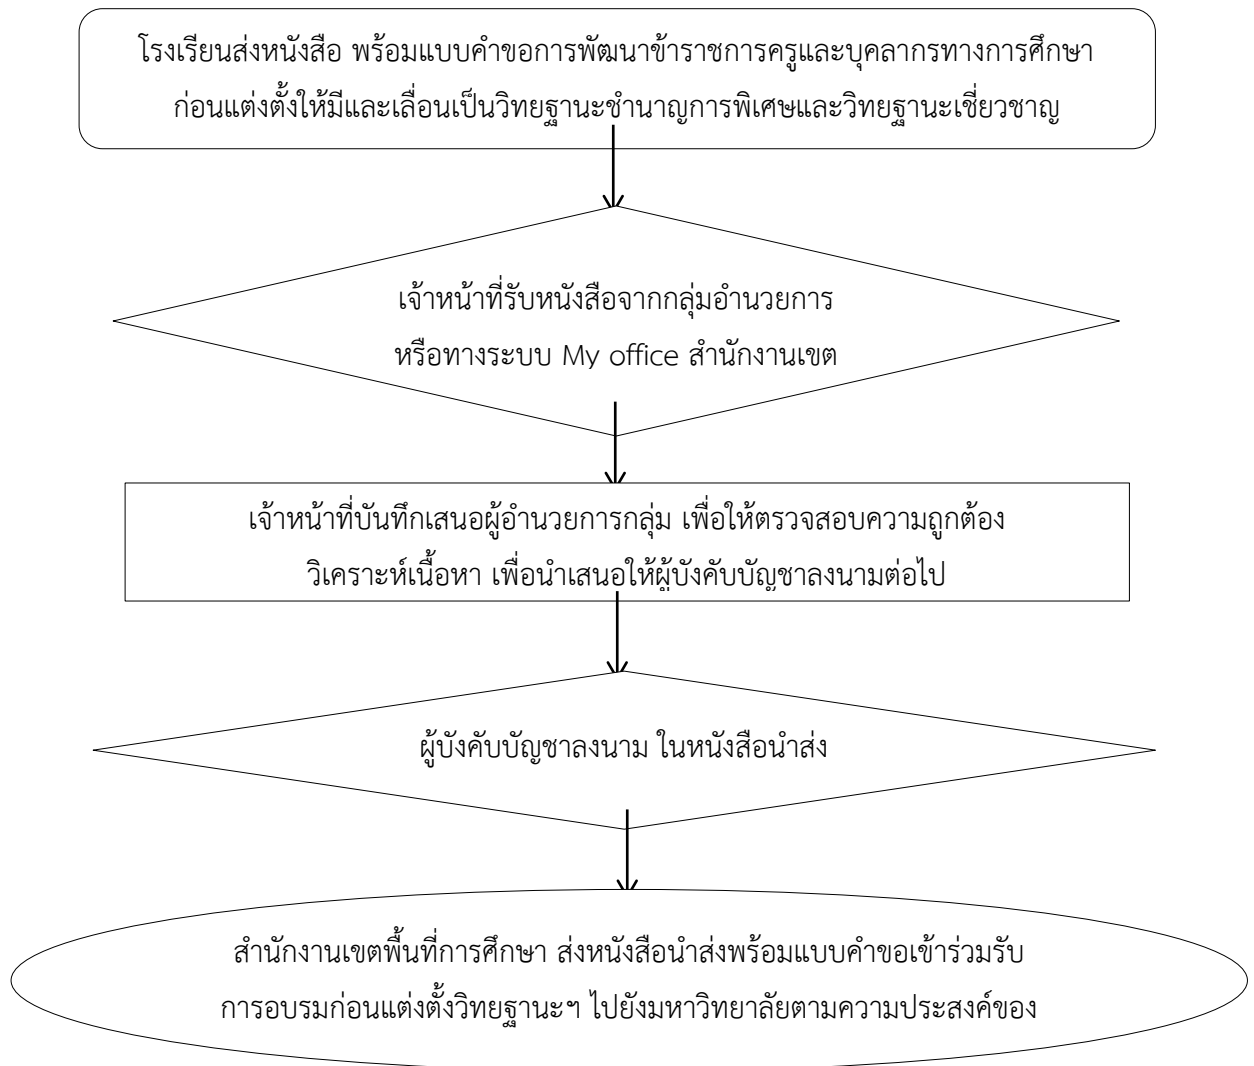 โรงเรียนส่งหนังสือ พร้อมแบบคำขอการพัฒนาข้าราชการครูและบุคลากรทางการศึกษา
ก่อนแต่งตั้งให้มีและเลื่อนเป็นวิทยฐานะชำนาญการพิเศษและวิทยฐานะเชี่ยวชาญ
เจ้าหน้าที่รับหนังสือจากกลุ่มอำนวยการ
หรือทางระบบ My office สำนักงานเขต
เจ้าหน้าที่บันทึกเสนอผู้อำนวยการกลุ่ม เพื่อให้ตรวจสอบความถูกต้อง
วิเคราะห์เนื้อหา เพื่อนำเสนอให้ผู้บังคับบัญชาลงนามต่อไป
ผู้บังคับบัญชาลงนาม ในหนังสือนำส่ง
สำนักงานเขตพื้นที่การศึกษา ส่งหนังสือนำส่งพร้อมแบบคำขอเข้าร่วมรับ
การอบรมก่อนแต่งตั้งวิทยฐานะฯ ไปยังมหาวิทยาลัยตามความประสงค์ของ